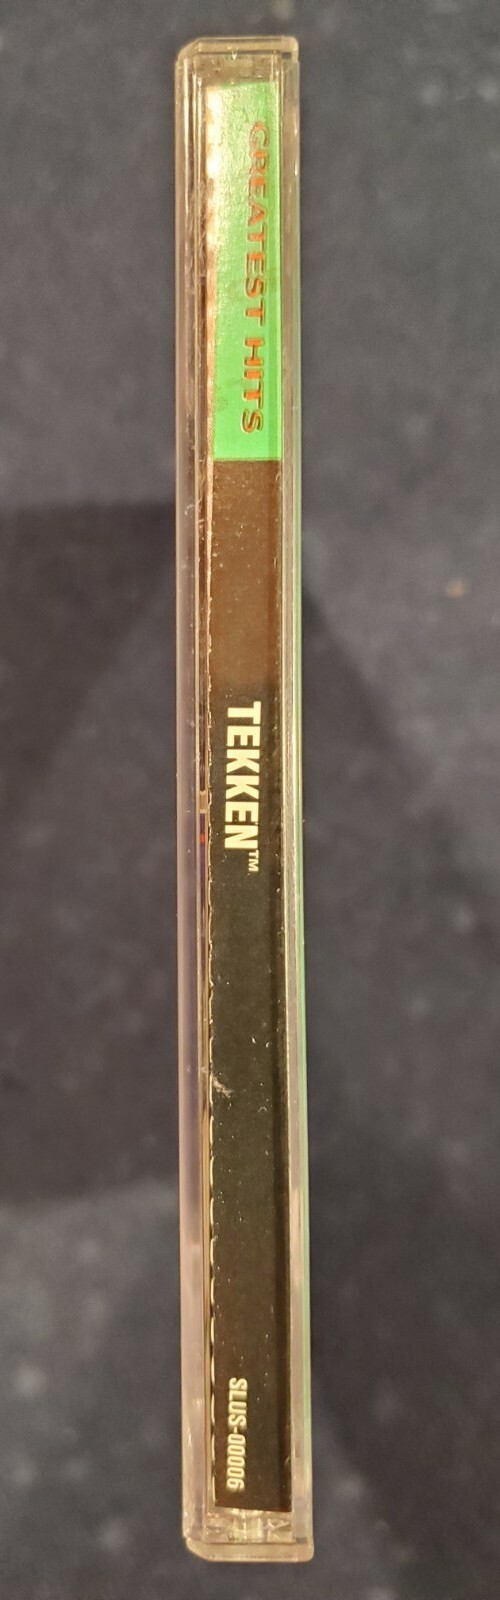 GREATEST HITS
TEKKEN™
SLUS-00006